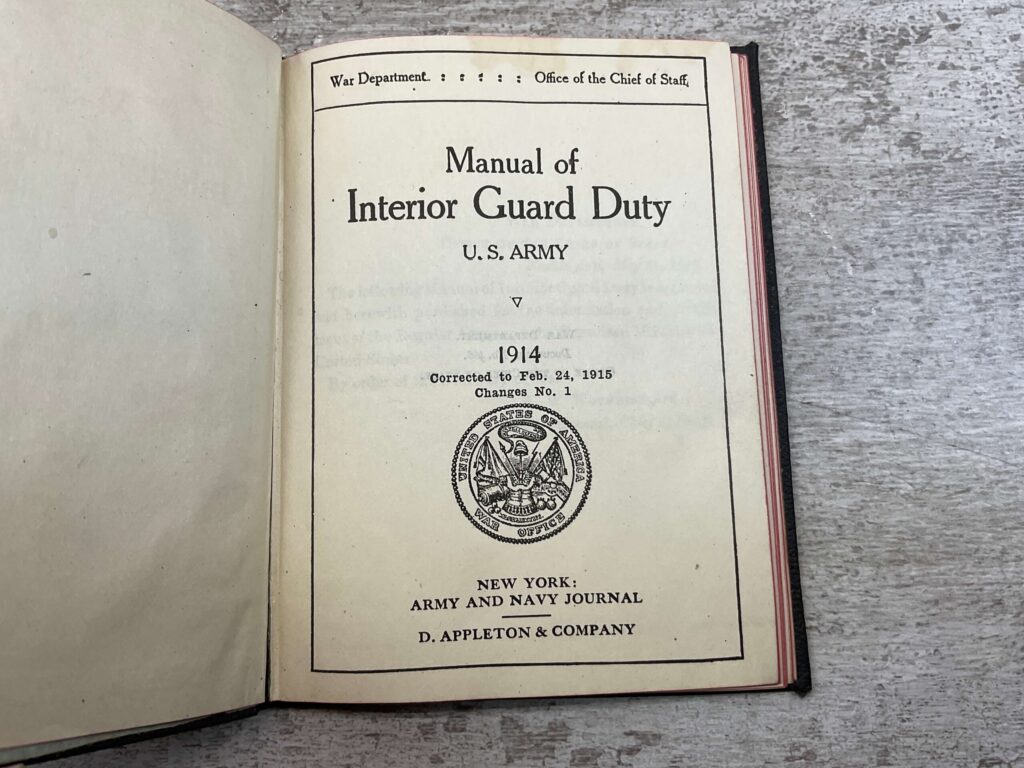 War Department. : : : : : Office of the Chief of Staff.
Manual of
Interior Guard Duty
U. S. ARMY
1914
Corrected to Feb. 24, 1915
Changes No. 1
UNITED STATES OF AMERICA
WAR OFFICE
NEW YORK:
ARMY AND NAVY JOURNAL
D. APPLETON & COMPANY